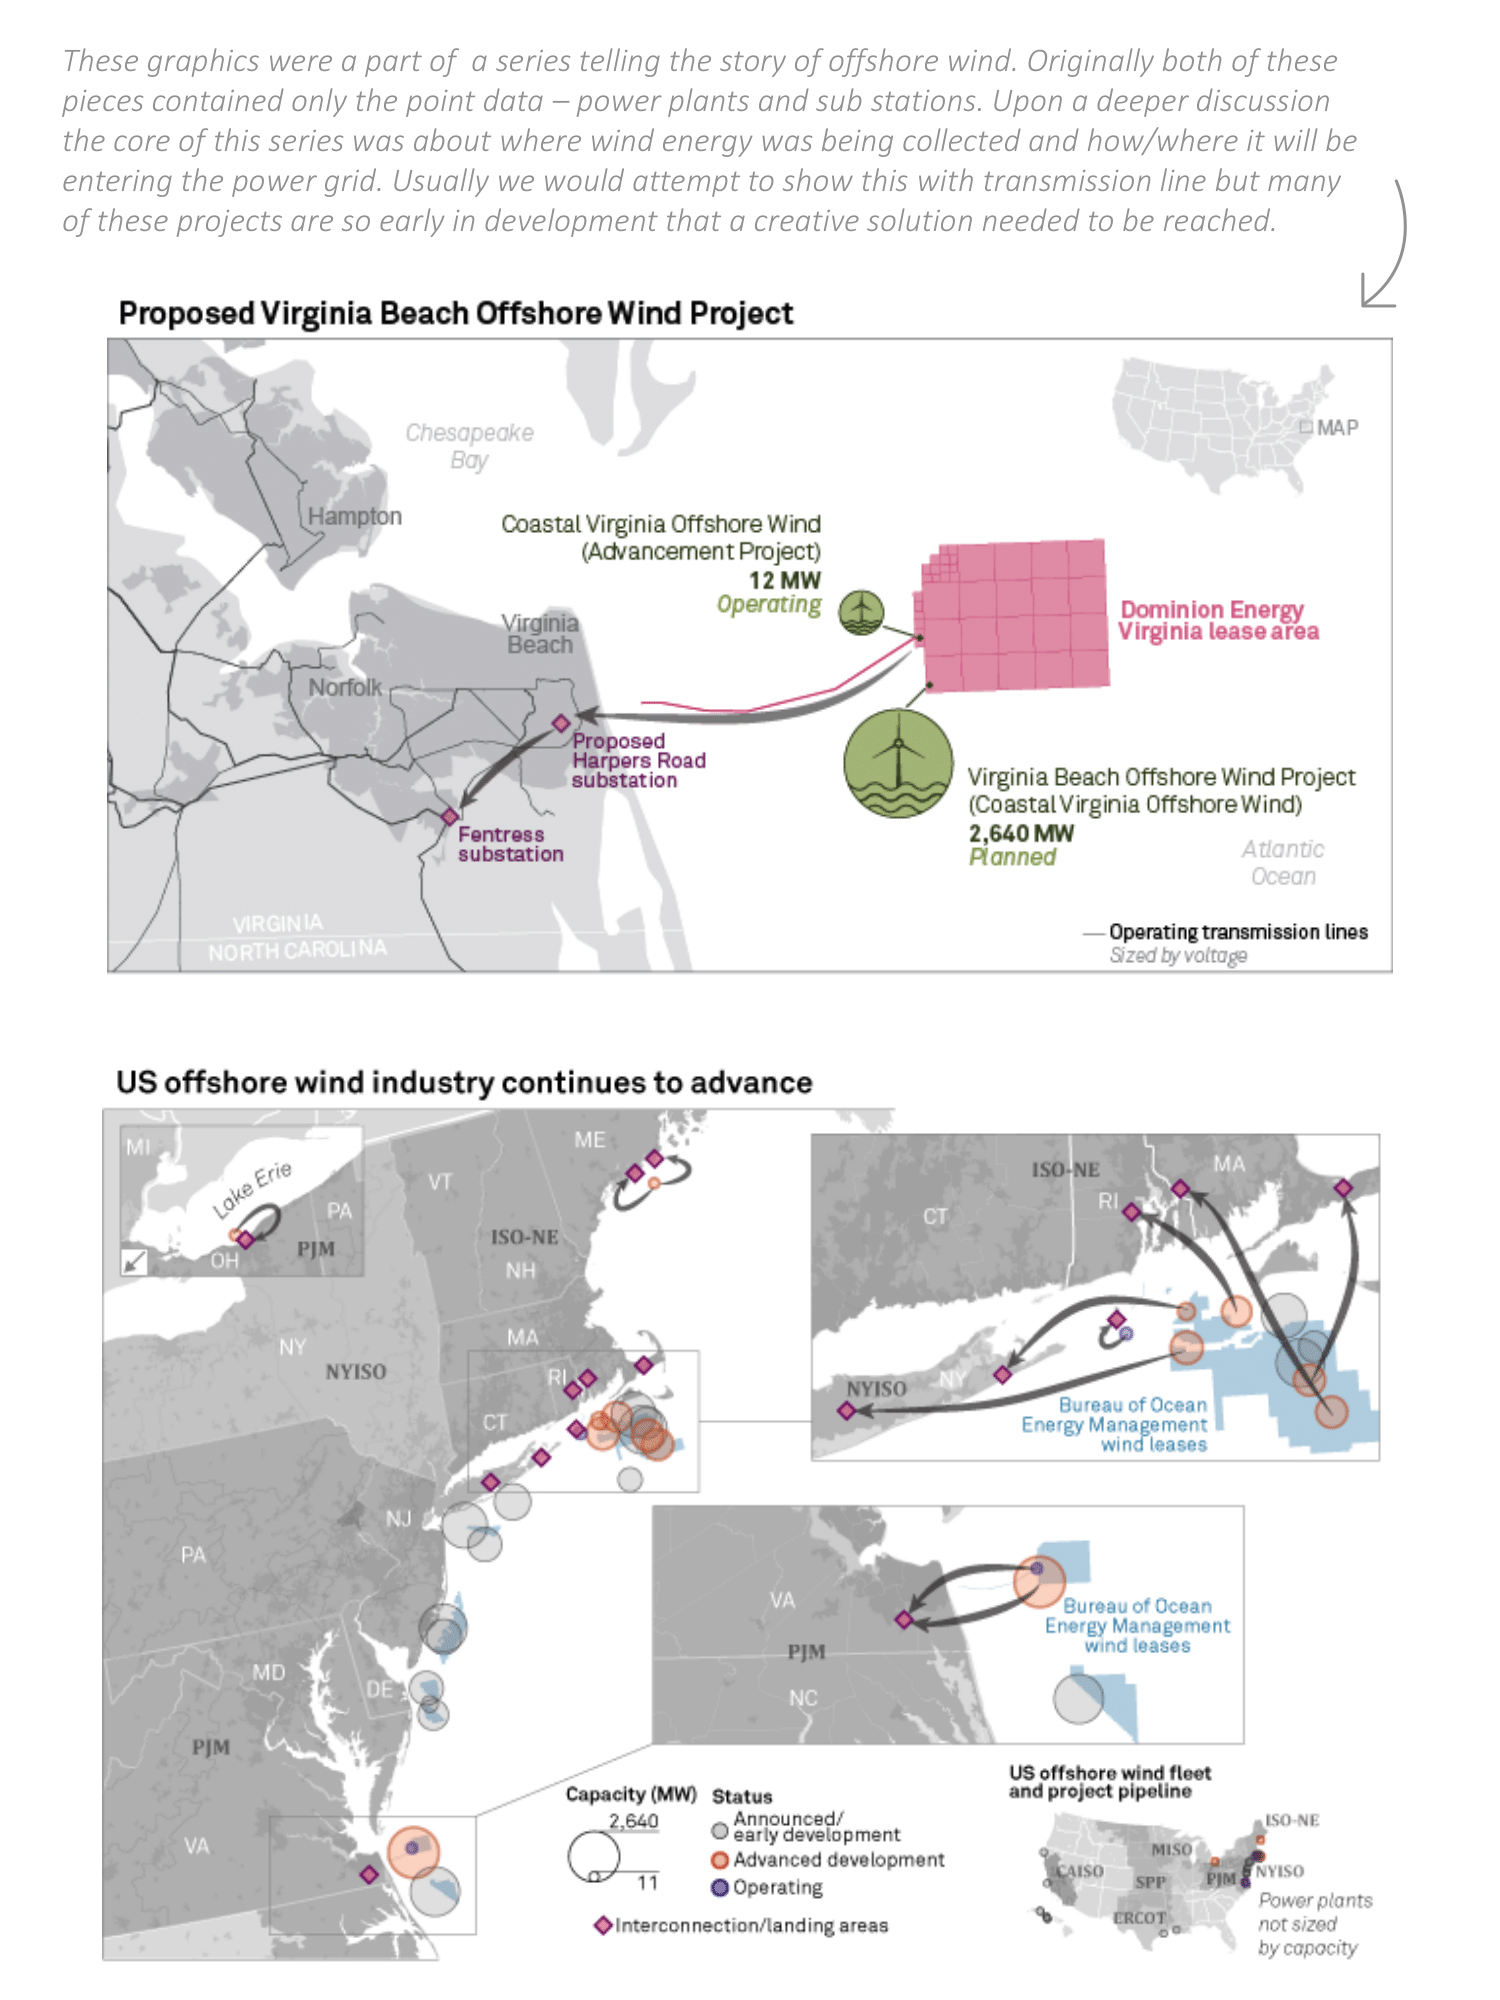 These graphics were a part of a series telling the story of offshore wind. Originally both of these
pieces contained only the point data – power plants and sub stations. Upon a deeper discussion
the core of this series was about where wind energy was being collected and how/where it will be
entering the power grid. Usually we would attempt to show this with transmission line but many
of these projects are so early in development that a creative solution needed to be reached.
Proposed Virginia Beach Offshore Wind Project
Chesapeake
Bay
MAP
Hampton
Coastal Virginia Offshore Wind
(Advancement Project)
12 MW
Operating
Dominion Energy
Virginia lease area
Virginia
Beach
Norfolk
Proposed
Harpers Road
substation
Fentress
substation
Virginia Beach Offshore Wind Project
(Coastal Virginia Offshore Wind)
2,640 MW
Planned
Atlantic
Ocean
VIRGINIA
NORTH CAROLINA
Operating transmission lines
Sized by voltage
US offshore wind industry continues to advance
MI
Lake Erie
PA
PJM
OH
ME
VT
ISO-NE
NH
NY
NYISO
MA
RI
CT
NJ
PA
MD
DE
PJM
VA
ISO-NE
MA
RI
CT
NYISO
NY
Bureau of Ocean
Energy Management
wind leases
VA
PJM
NC
Bureau of Ocean
Energy Management
wind leases
Capacity (MW)
2,640
11
Status
Announced/
early development
Advanced development
Operating
Interconnection/landing areas
US offshore wind fleet
and project pipeline
ISO-NE
MISO
CAISO
SPP
PJM
NYISO
ERCOT
Power plants
not sized
by capacity